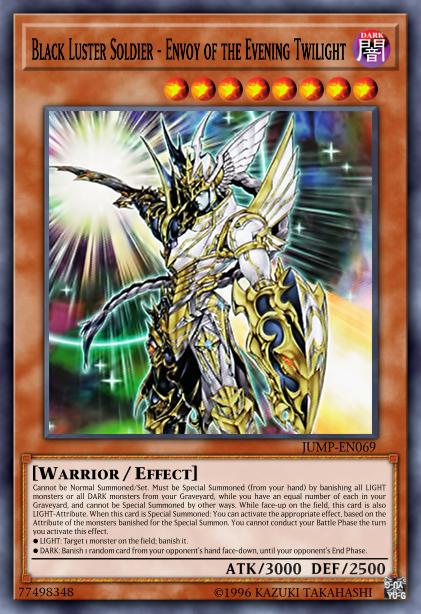 Black Luster Soldier - Envoy of the Evening Twilight
DARK
闇
JUMP-EN069
[Warrior / Effect]
Cannot be Normal Summoned/Set. Must be Special Summoned (from your hand) by banishing all LIGHT
monsters or all DARK monsters from your Graveyard, while you have an equal number of each in your
Graveyard, and cannot be Special Summoned by other ways. While face-up on the field, this card is also
LIGHT-Attribute. When this card is Special Summoned: You can activate the appropriate effect, based on the
Attribute of the monsters banished for the Special Summon. You cannot conduct your Battle Phase the turn
you activate this effect.
● LIGHT: Target 1 monster on the field; banish it.
● DARK: Banish 1 random card from your opponent's hand face-down, until your opponent's End Phase.
ATK/3000 DEF/2500
77498348
©1996 KAZUKI TAKAHASHI